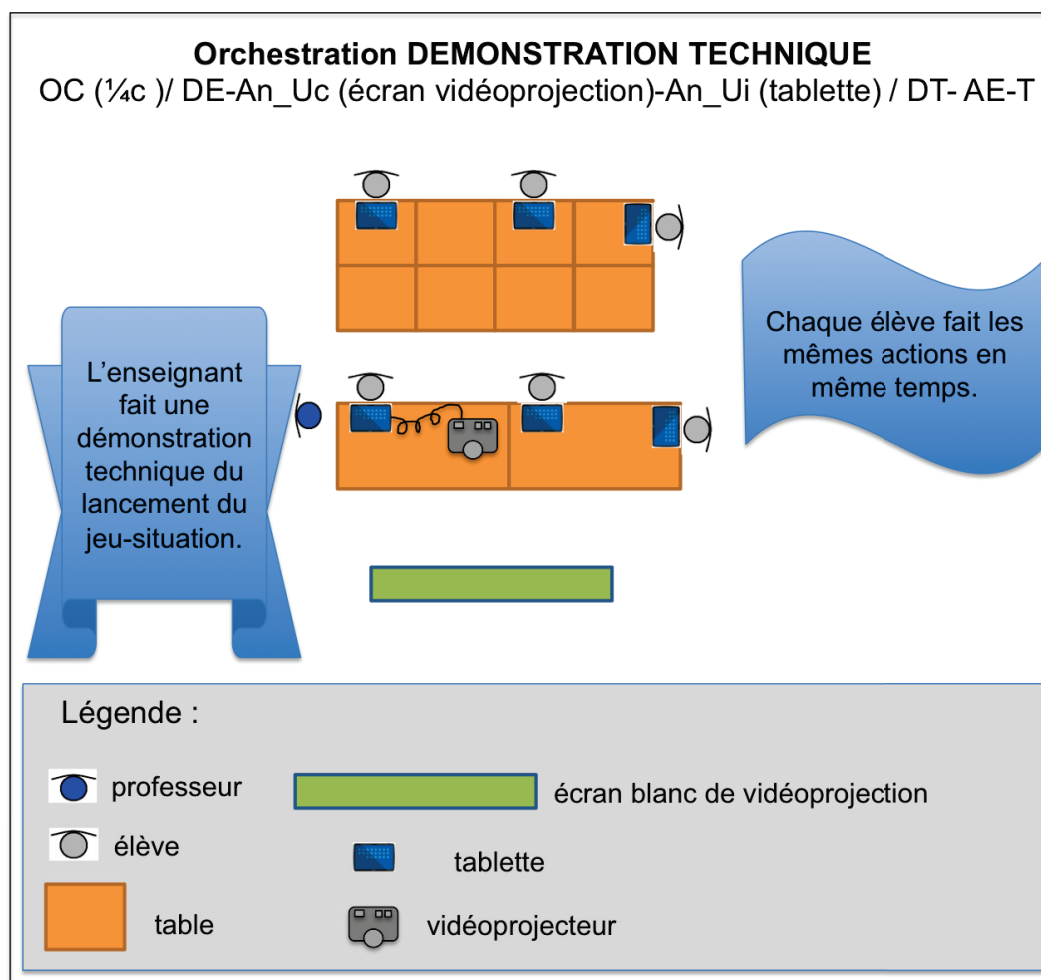 Orchestration DEMONSTRATION TECHNIQUE
OC (¼c )/ DE-An_Uc (écran vidéoprojection)-An_Ui (tablette) / DT- AE-T
L’enseignant
fait une
démonstration
technique du
lancement du
jeu-situation.
Chaque élève fait les
mêmes actions en
même temps.
Légende :
professeur
écran blanc de vidéoprojection
élève
tablette
table
vidéoprojecteur